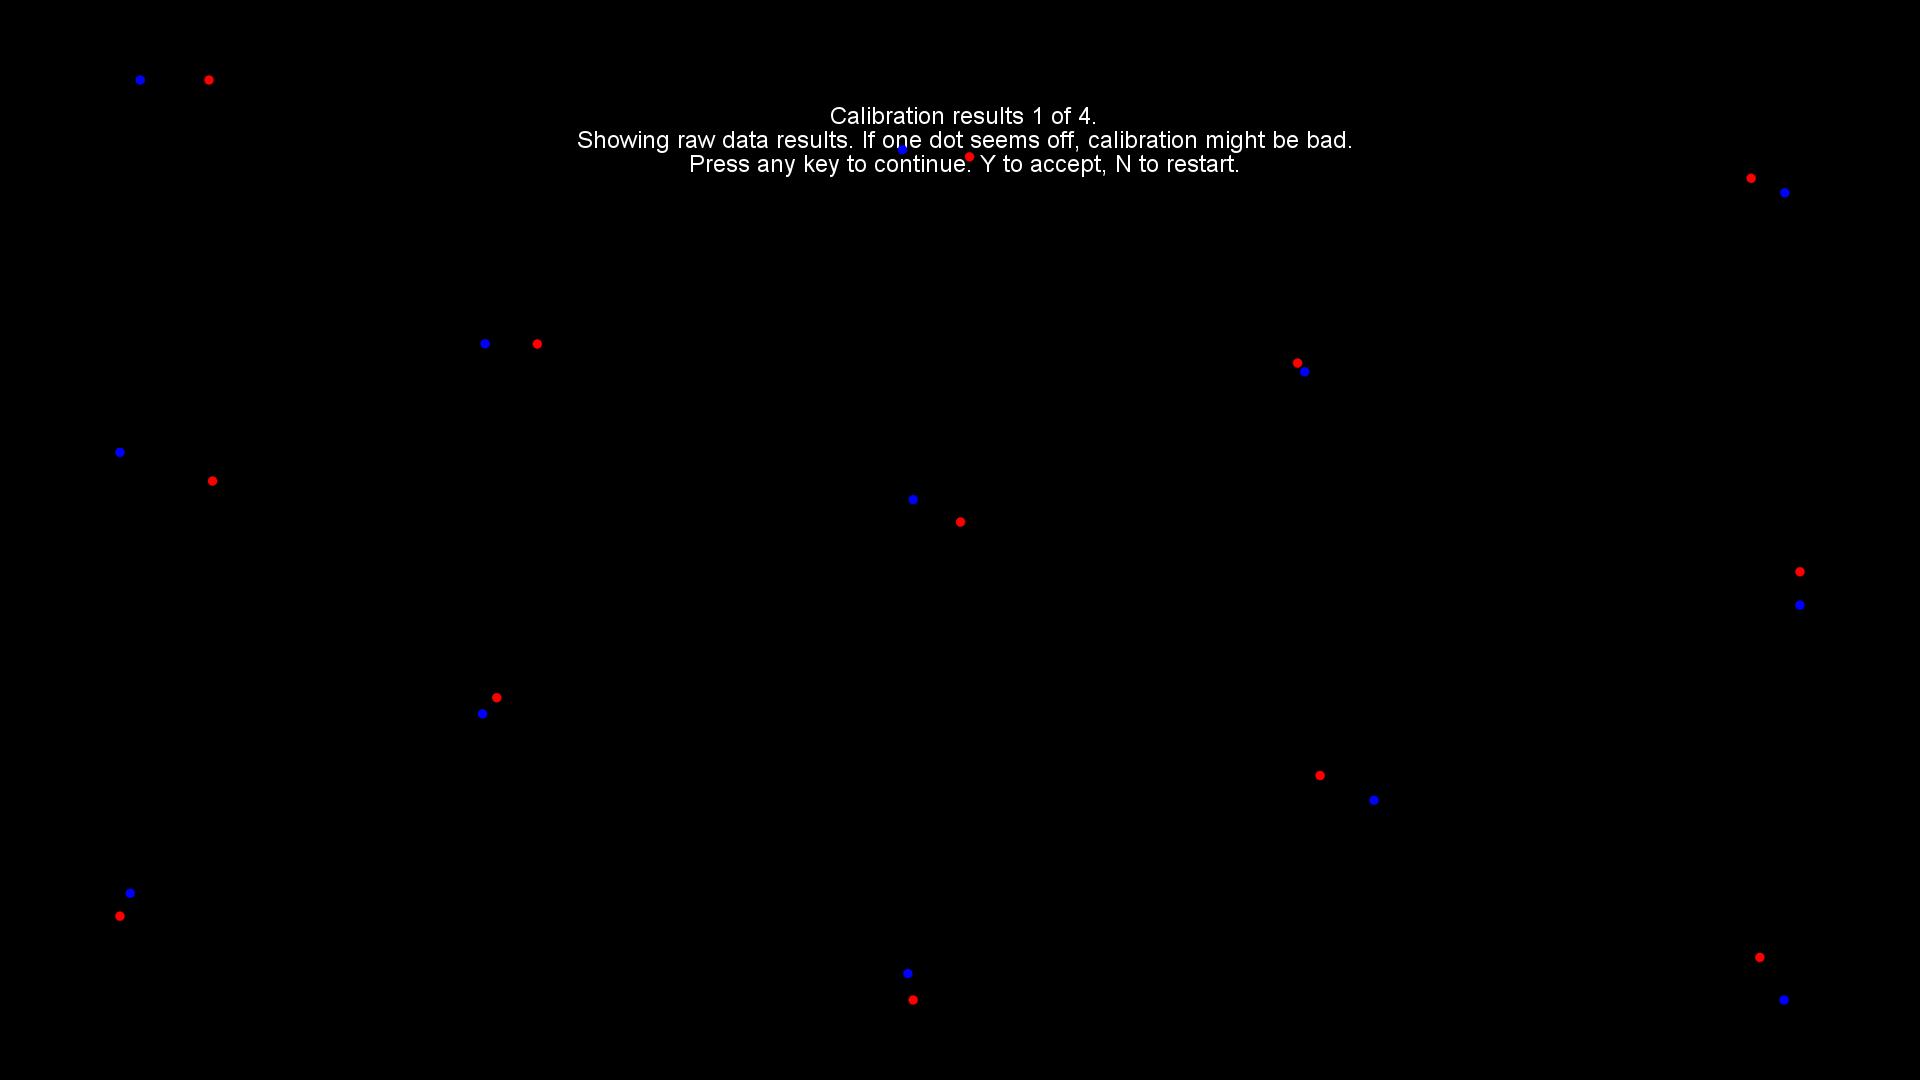 Calibration results 1 of 4.
Showing raw data results. If one dot seems off, calibration might be bad.
Press any key to continue. Y to accept, N to restart.